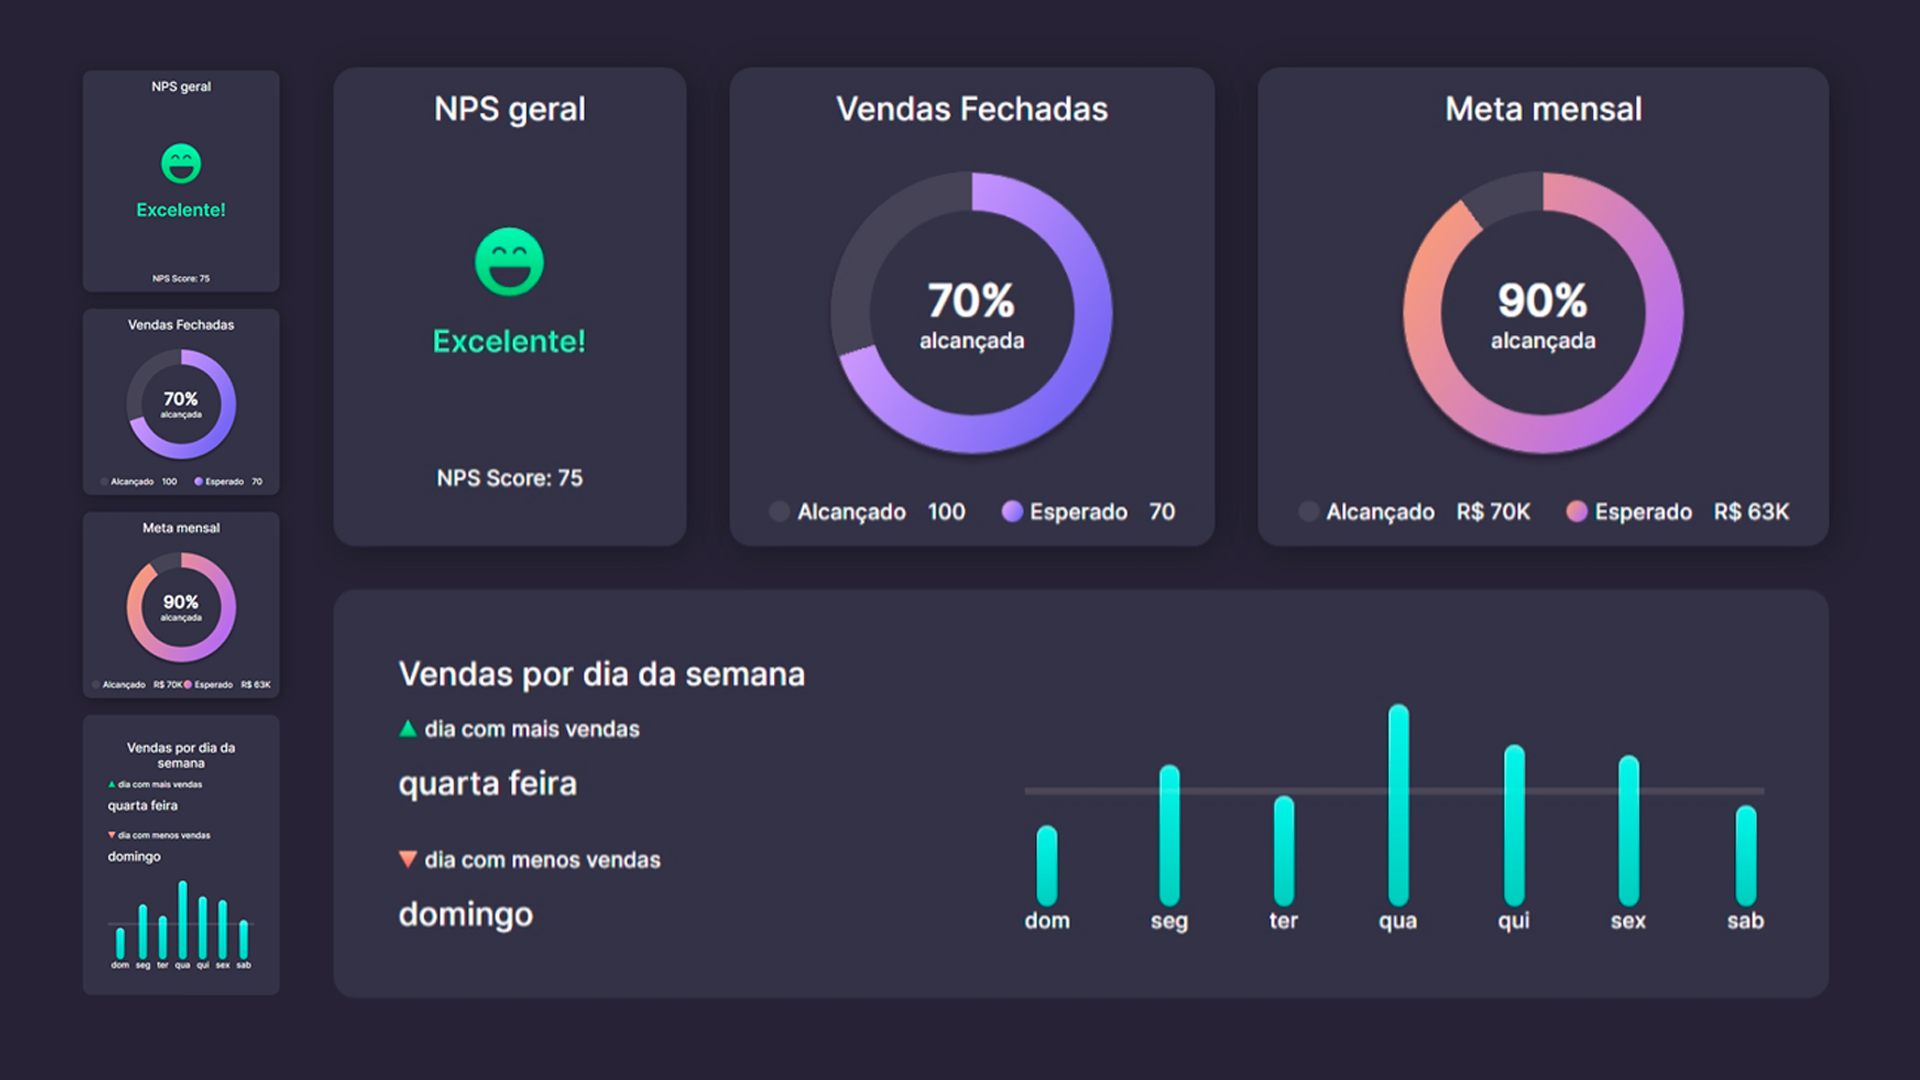 NPS geral
Excelente!
NPS Score: 75
Vendas Fechadas
70%
alcançada
Alcançado 100 Esperado 70
Meta mensal
90%
alcançada
Alcançado R$ 70K Esperado R$ 63K
Vendas por dia da
semana
dia com mais vendas
quarta feira
dia com menos vendas
domingo
dom seg ter qua qui sex sab
NPS geral
Excelente!
NPS Score: 75
Vendas Fechadas
70%
alcançada
Alcançado 100 Esperado 70
Meta mensal
90%
alcançada
Alcançado R$ 70K Esperado R$ 63K
Vendas por dia da semana
dia com mais vendas
quarta feira
dia com menos vendas
domingo
dom seg ter qua qui sex sab